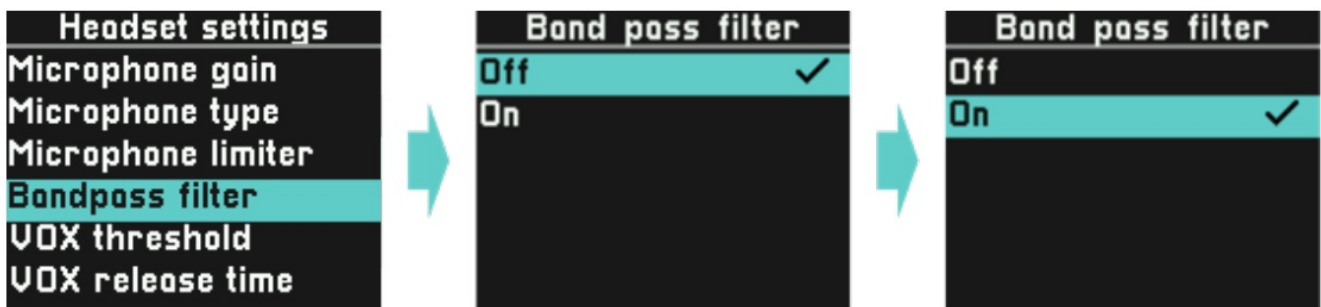 Headset settings
Microphone gain
Microphone type
Microphone limiter
Bandpass filter
VOX threshold
VOX release time
Band pass filter
Off
On
Band pass filter
Off
On